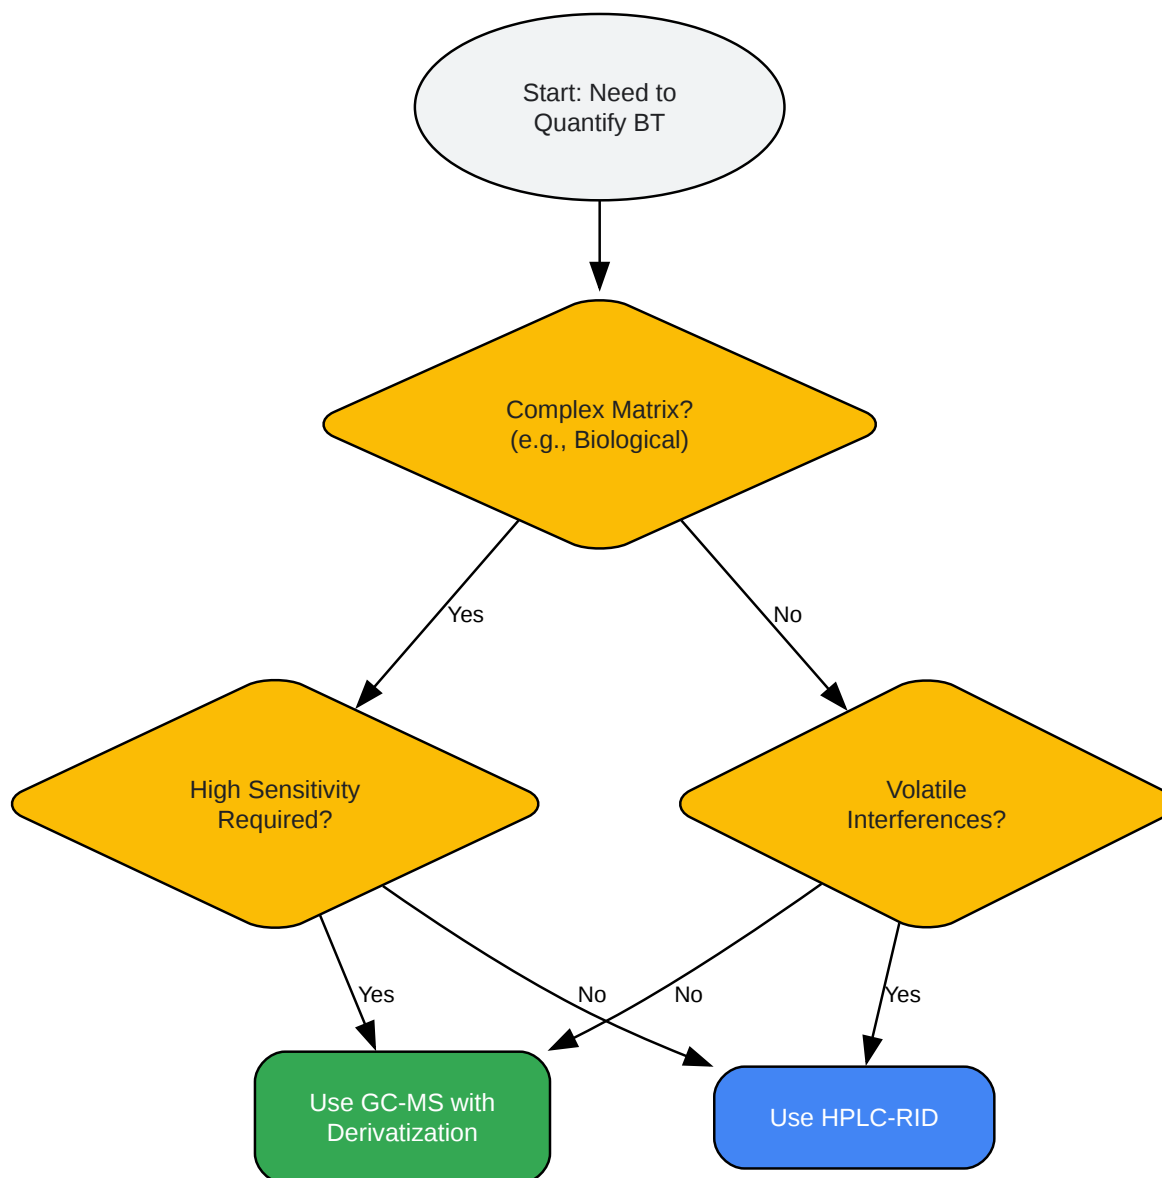 Start: Need to
Quantify BT
Complex Matrix?
(e.g., Biological)
Yes
No
High Sensitivity
Required?
Volatile
Interferences?
Yes
No
No
Yes
Use GC-MS with
Derivatization
Use HPLC-RID